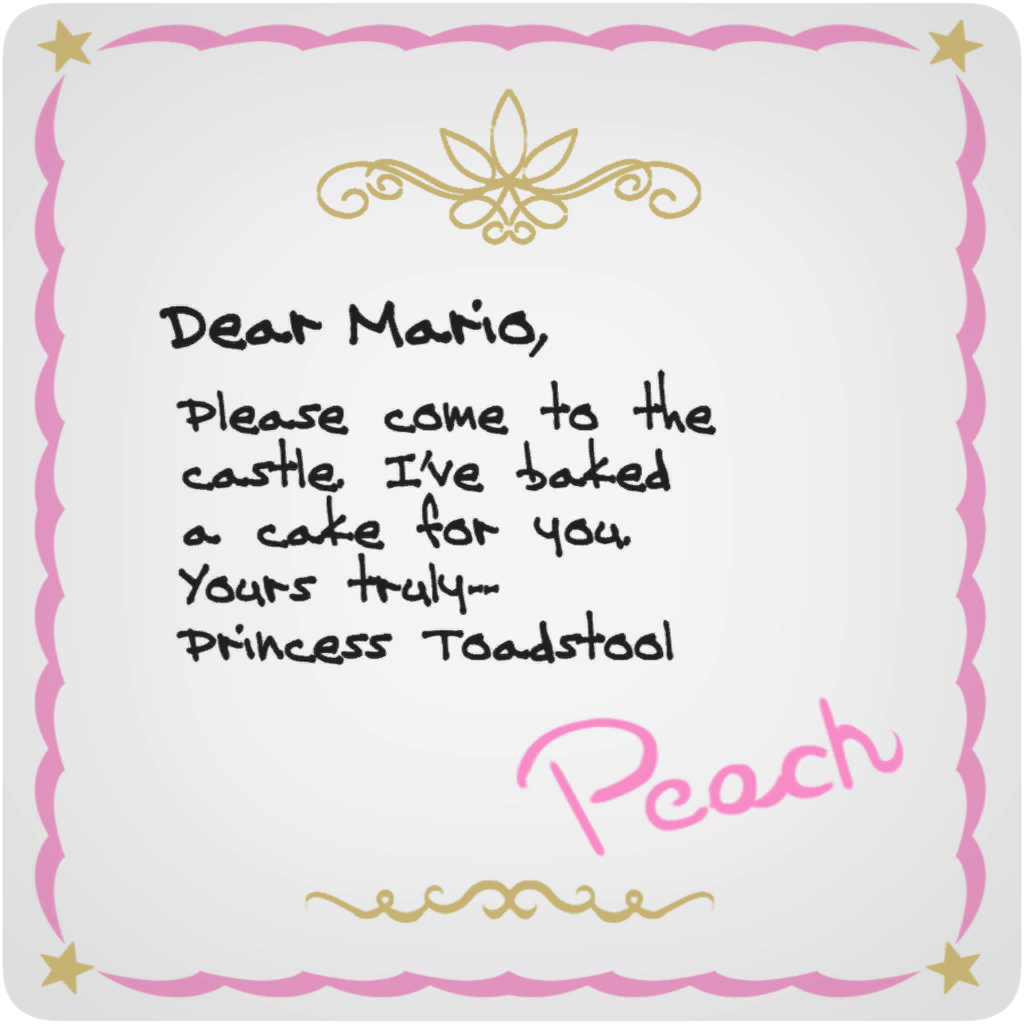 Dear Mario,
Please come to the
castle. I've baked
a cake for you.
Yours truly--
Princess Toadstool
Peach